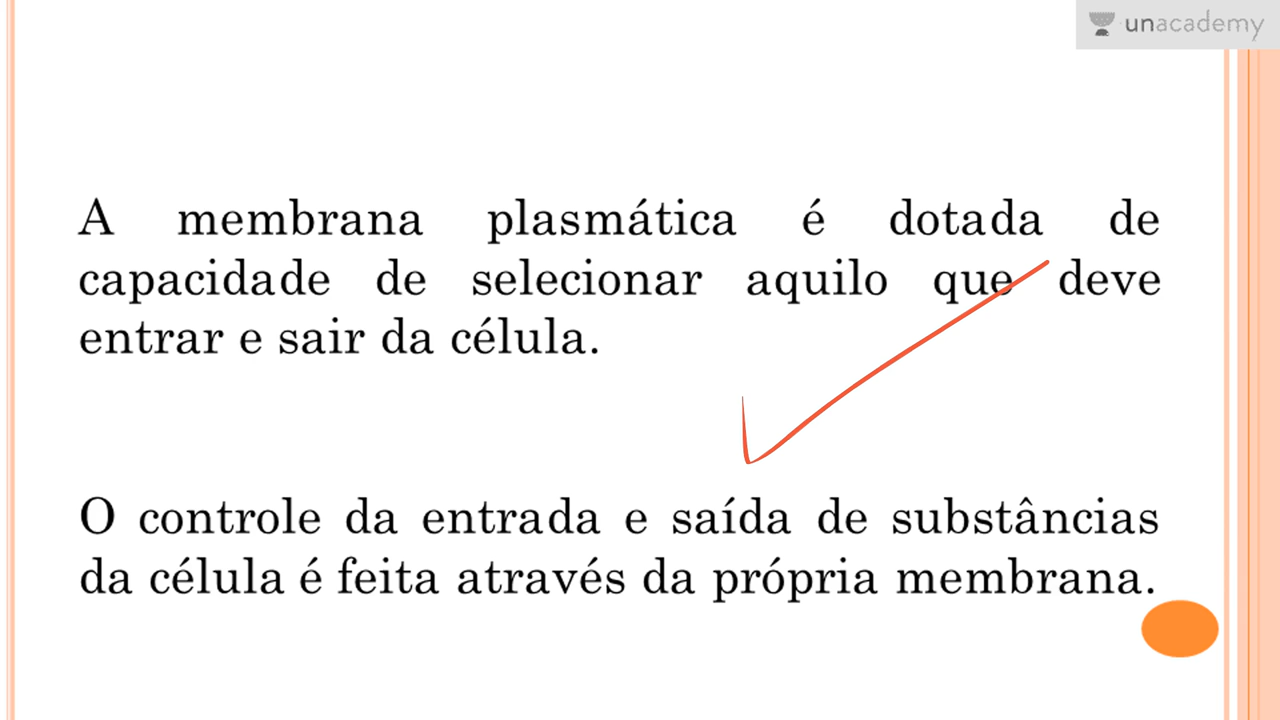 unacademy
A membrana plasmática é dotada de
capacidade de selecionar aquilo que deve
entrar e sair da célula.
O controle da entrada e saída de substâncias
da célula é feita através da própria membrana.